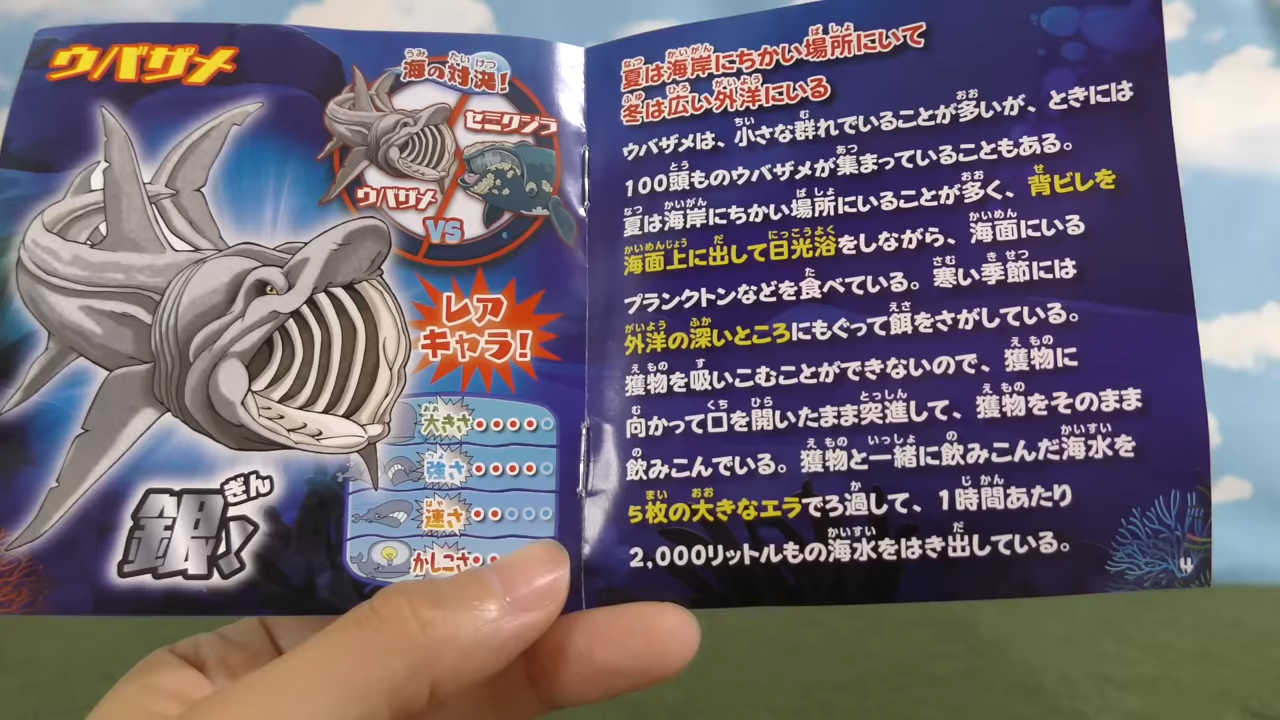 ウバザメ
海の対決!
セミクジラ
ウバザメ
VS
レア
キャラ!
大きさ
強さ
速さ
かしこさ
銀
夏は海岸にちかい場所にいて
冬は広い外洋にいる
ウバザメは、小さな群れでいることが多いが、ときには
100頭ものウバザメが集まっていることもある。
夏は海岸にちかい場所にいることが多く、背ビレを
海面上に出して日光浴をしながら、海面にいる
プランクトンなどを食べている。寒い季節には
外洋の深いところにもぐって餌をさがしている。
獲物を吸いこむことができないので、獲物に
向かって口を開いたまま突進して、獲物をそのまま
飲みこんでいる。獲物と一緒に飲みこんだ海水を
5枚の大きなエラでろ過して、1時間あたり
2,000リットルもの海水をはき出している。
4